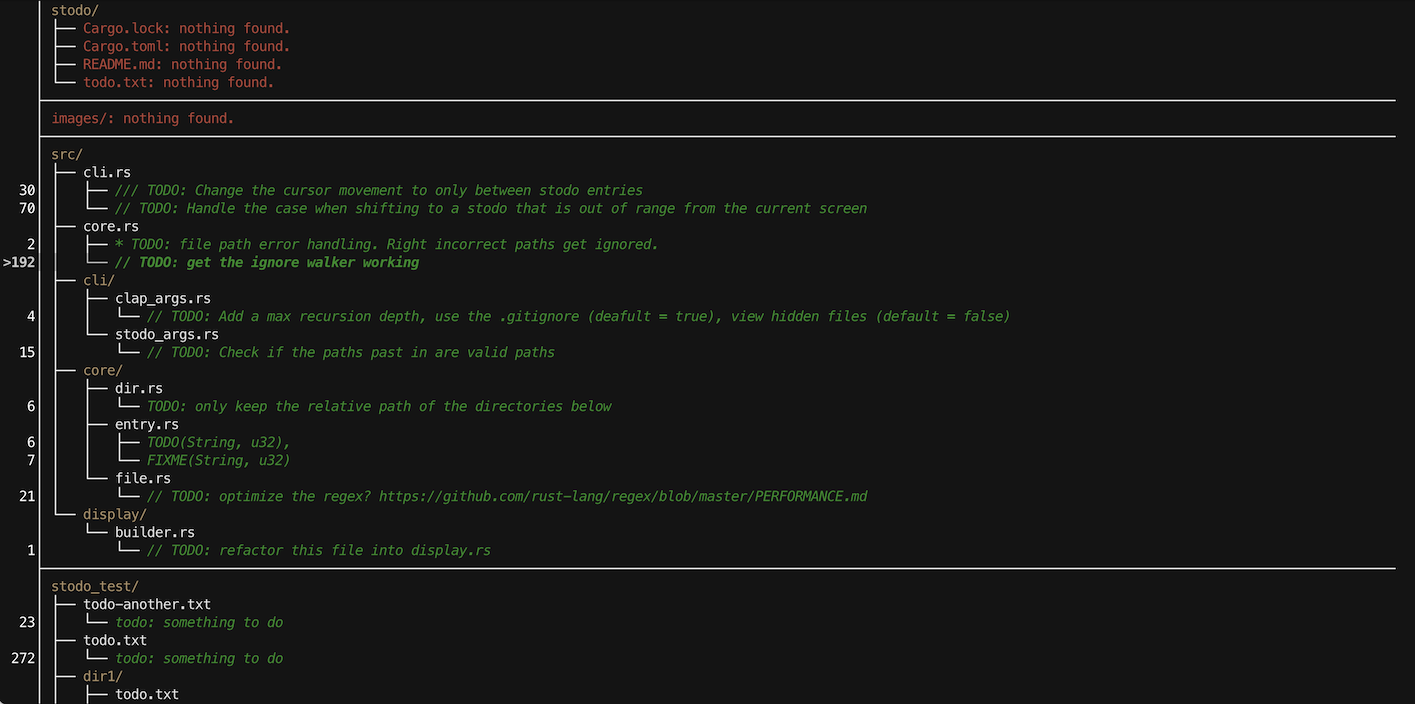 stodo/
Cargo.lock: nothing found.
Cargo.toml: nothing found.
README.md: nothing found.
todo.txt: nothing found.
images/: nothing found.
src/
cli.rs
30 /// TODO: Change the cursor movement to only between stodo entries
70 // TODO: Handle the case when shifting to a stodo that is out of range from the current screen
core.rs
2 * TODO: file path error handling. Right incorrect paths get ignored.
>192 // TODO: get the ignore walker working
cli/
clap_args.rs
4 // TODO: Add a max recursion depth, use the .gitignore (deafult = true), view hidden files (default = false)
stodo_args.rs
15 // TODO: Check if the paths past in are valid paths
core/
dir.rs
6 TODO: only keep the relative path of the directories below
entry.rs
6 TODO(String, u32),
7 FIXME(String, u32)
file.rs
21 // TODO: optimize the regex? https://github.com/rust-lang/regex/blob/master/PERFORMANCE.md
display/
builder.rs
1 // TODO: refactor this file into display.rs
stodo_test/
todo-another.txt
23 todo: something to do
todo.txt
272 todo: something to do
dir1/
todo.txt